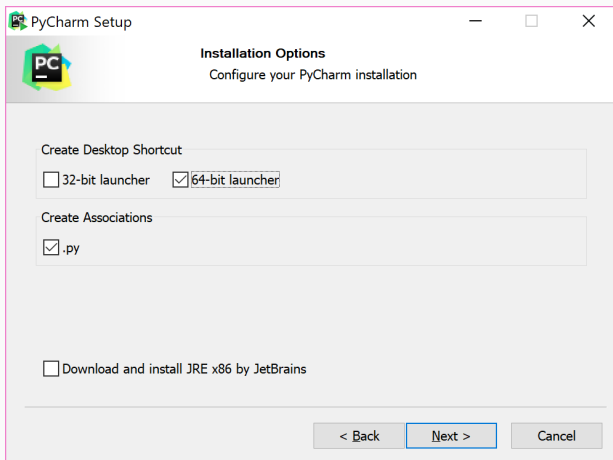 PyCharm Setup
PC
Installation Options
Configure your PyCharm installation
Create Desktop Shortcut
32-bit launcher 64-bit launcher
Create Associations
.py
Download and install JRE x86 by JetBrains
< Back Next > Cancel